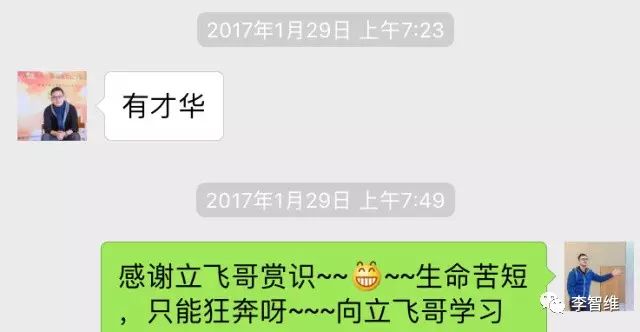 2017年1月29日 上午7:23
有才华
2017年1月29日 上午7:49
感谢立飞哥赏识~~😁~~生命苦短
，只能狂奔呀~~~向立飞哥学习
李智维